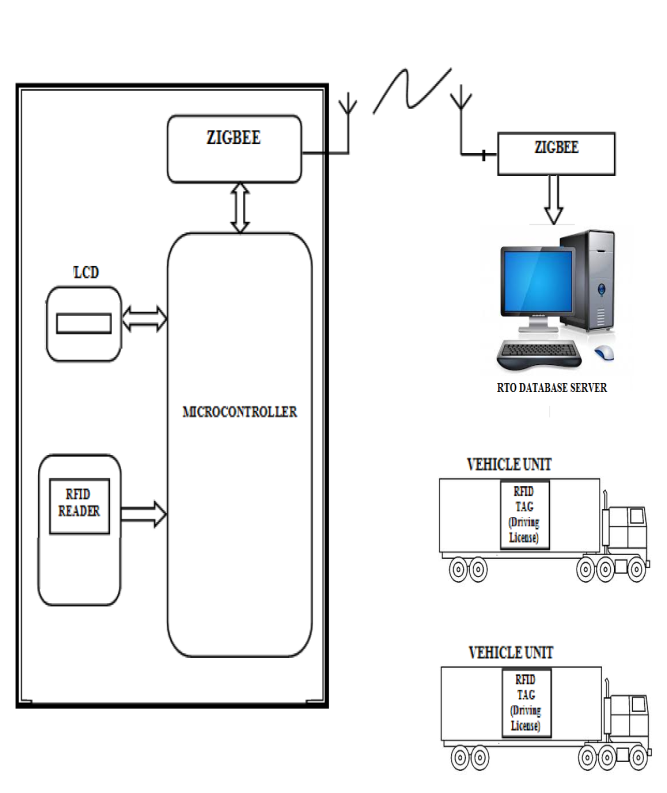 ZIGBEE
LCD
MICROCONTROLLER
RFID
READER
ZIGBEE
RTO DATABASE SERVER
VEHICLE UNIT
RFID
TAG
(Driving
License)
VEHICLE UNIT
RFID
TAG
(Driving
License)